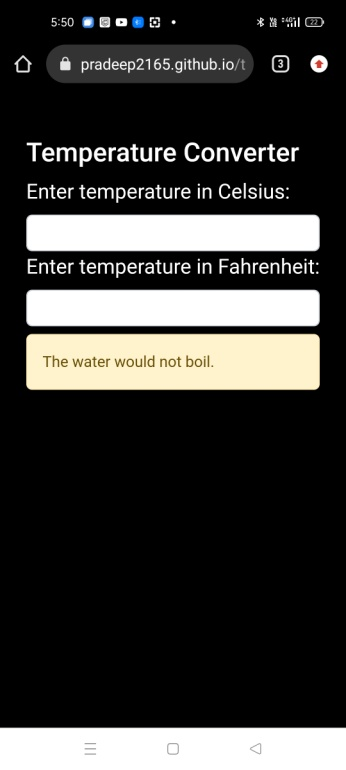 5:50
22
pradeep2165.github.io/t
3
Temperature Converter
Enter temperature in Celsius:
Enter temperature in Fahrenheit:
The water would not boil.